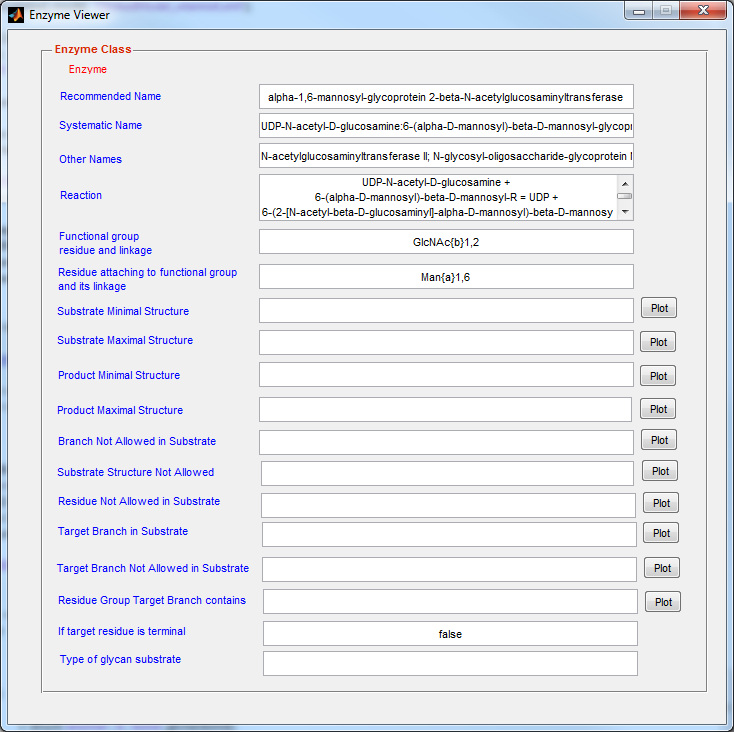 Enzyme Viewer
Enzyme Class
Enzyme
Recommended Name
alpha-1,6-mannosyl-glycoprotein 2-beta-N-acetylglucosaminyltransferase
Systematic Name
UDP-N-acetyl-D-glucosamine:6-(alpha-D-mannosyl)-beta-D-mannosyl-glycop
Other Names
N-acetylglucosaminyltransferase II; N-glycosyl-oligosaccharide-glycoprotein
Reaction
UDP-N-acetyl-D-glucosamine +
6-(alpha-D-mannosyl)-beta-D-mannosyl-R = UDP +
6-(2-[N-acetyl-beta-D-glucosaminyl]-alpha-D-mannosyl)-beta-D-mannosy
Functional group
residue and linkage
GlcNAc{b}1,2
Residue attaching to functional group
and its linkage
Man{a}1,6
Substrate Minimal Structure
Plot
Substrate Maximal Structure
Plot
Product Minimal Structure
Plot
Product Maximal Structure
Plot
Branch Not Allowed in Substrate
Plot
Substrate Structure Not Allowed
Plot
Residue Not Allowed in Substrate
Plot
Target Branch in Substrate
Plot
Target Branch Not Allowed in Substrate
Plot
Residue Group Target Branch contains
Plot
If target residue is terminal
false
Type of glycan substrate